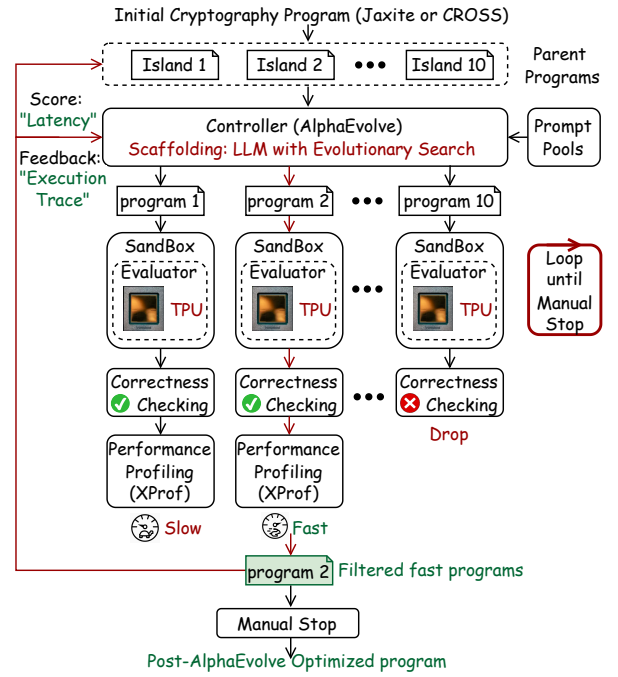 Initial Cryptography Program (Jaxite or CROSS)
Island 1
Island 2
Island 10
Parent
Programs
Score:
"Latency"
Feedback:
"Execution
Trace"
Controller (AlphaEvolve)
Scaffolding: LLM with Evolutionary Search
Prompt
Pools
program 1
program 2
program 10
SandBox
Evaluator
TPU
SandBox
Evaluator
TPU
SandBox
Evaluator
TPU
Loop
until
Manual
Stop
Correctness
Checking
Correctness
Checking
Correctness
Checking
Drop
Performance
Profiling
(XProf)
Performance
Profiling
(XProf)
Slow
Fast
program 2
Filtered fast programs
Manual Stop
Post-AlphaEvolve Optimized program